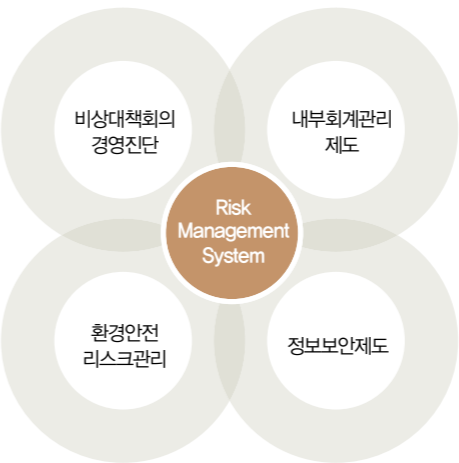 비상대책회의
경영진단
내부회계관리
제도
Risk
Management
System
환경안전
리스크관리
정보보안제도